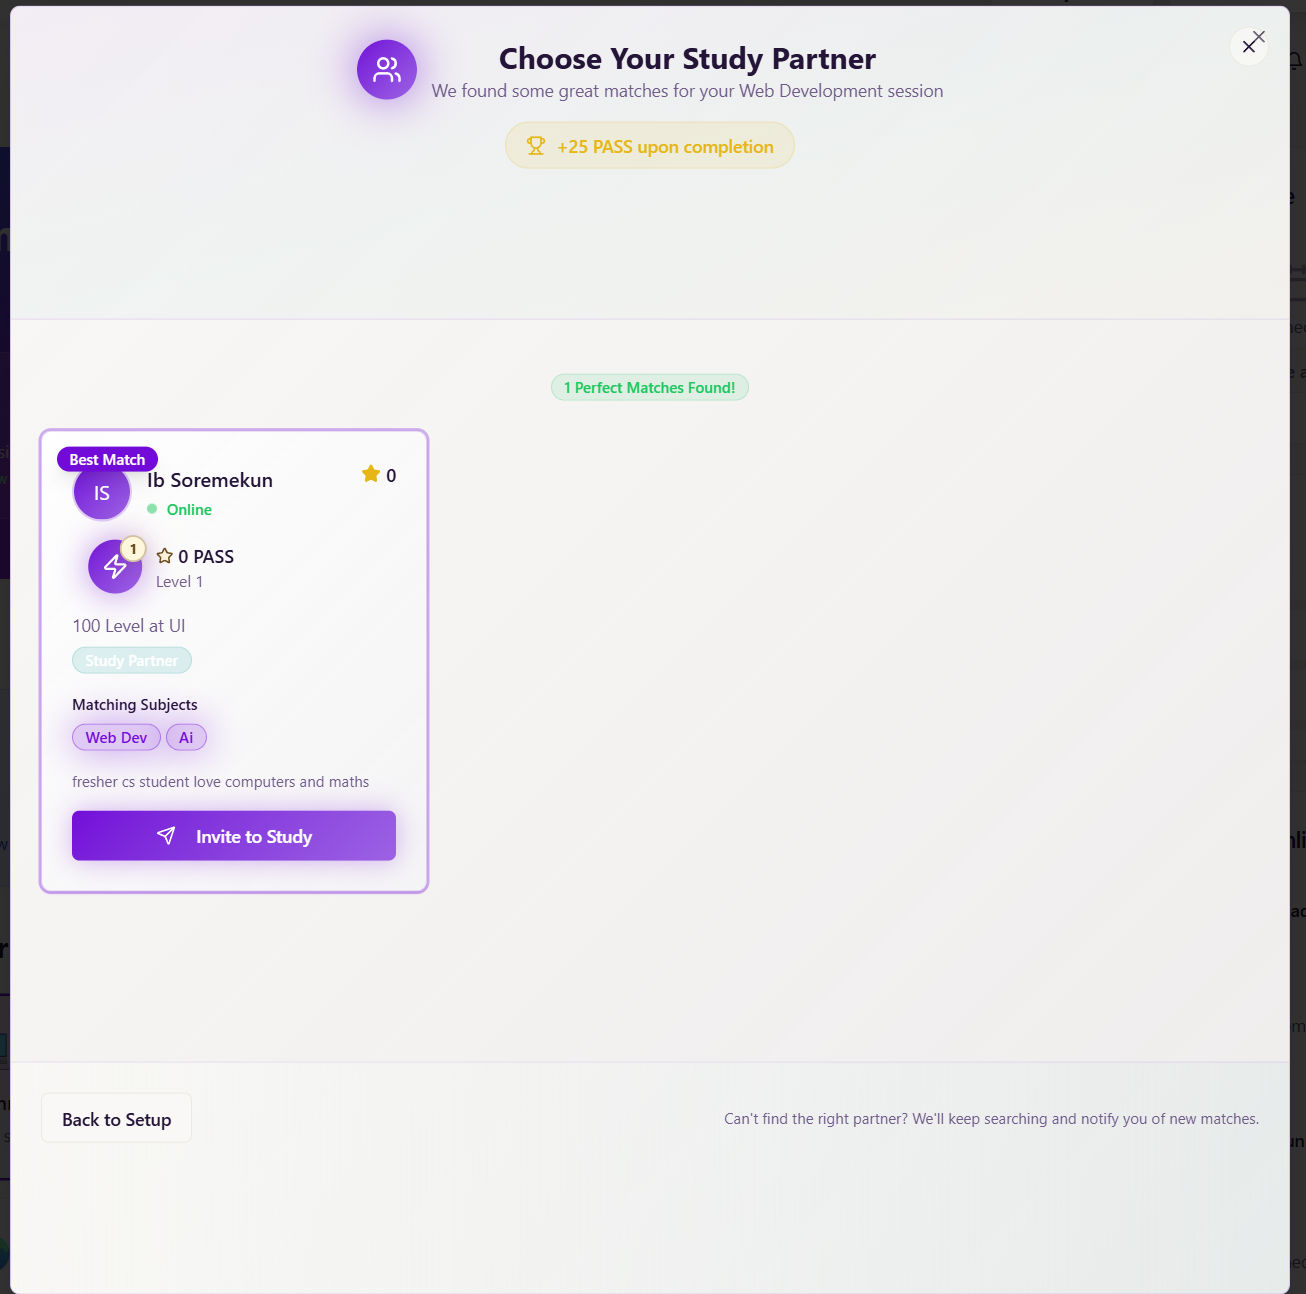 Choose Your Study Partner
We found some great matches for your Web Development session
+25 PASS upon completion
1 Perfect Matches Found!
Best Match
IS
Ib Soremekun
0
Online
1
0 PASS
Level 1
100 Level at UI
Study Partner
Matching Subjects
Web Dev
Ai
fresher cs student love computers and maths
Invite to Study
Back to Setup
Can't find the right partner? We'll keep searching and notify you of new matches.